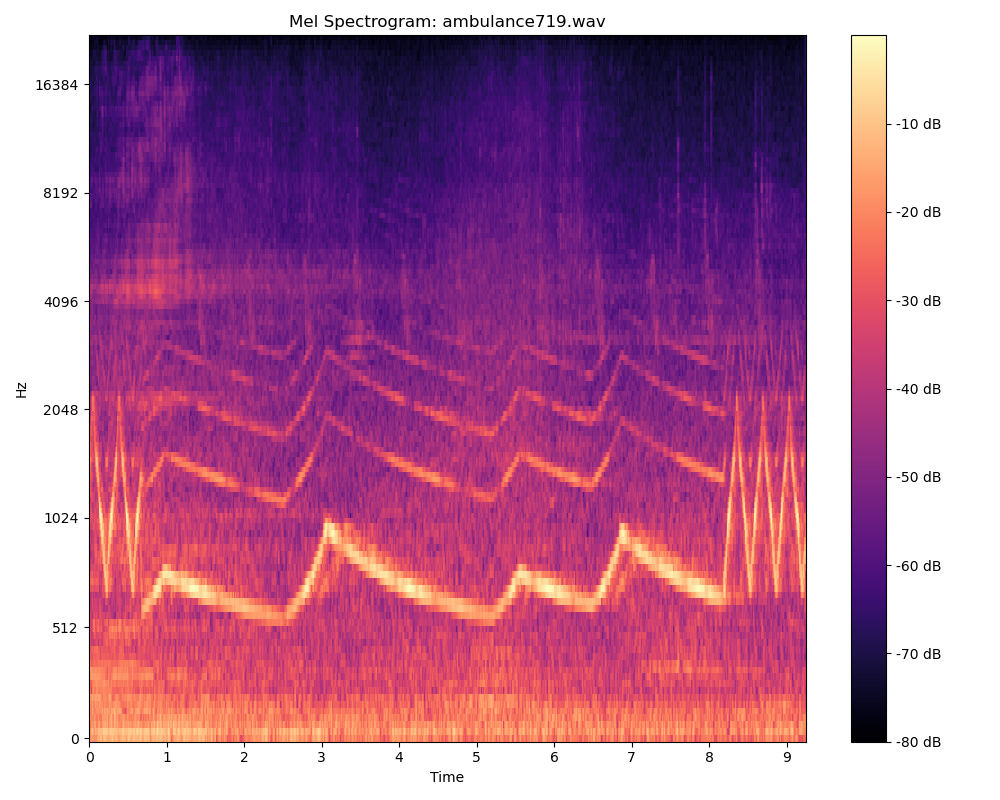 Mel Spectrogram: ambulance719.wav
16384
8192
4096
2048
1024
512
0
Hz
0 1 2 3 4 5 6 7 8 9
Time
-10 dB
-20 dB
-30 dB
-40 dB
-50 dB
-60 dB
-70 dB
-80 dB